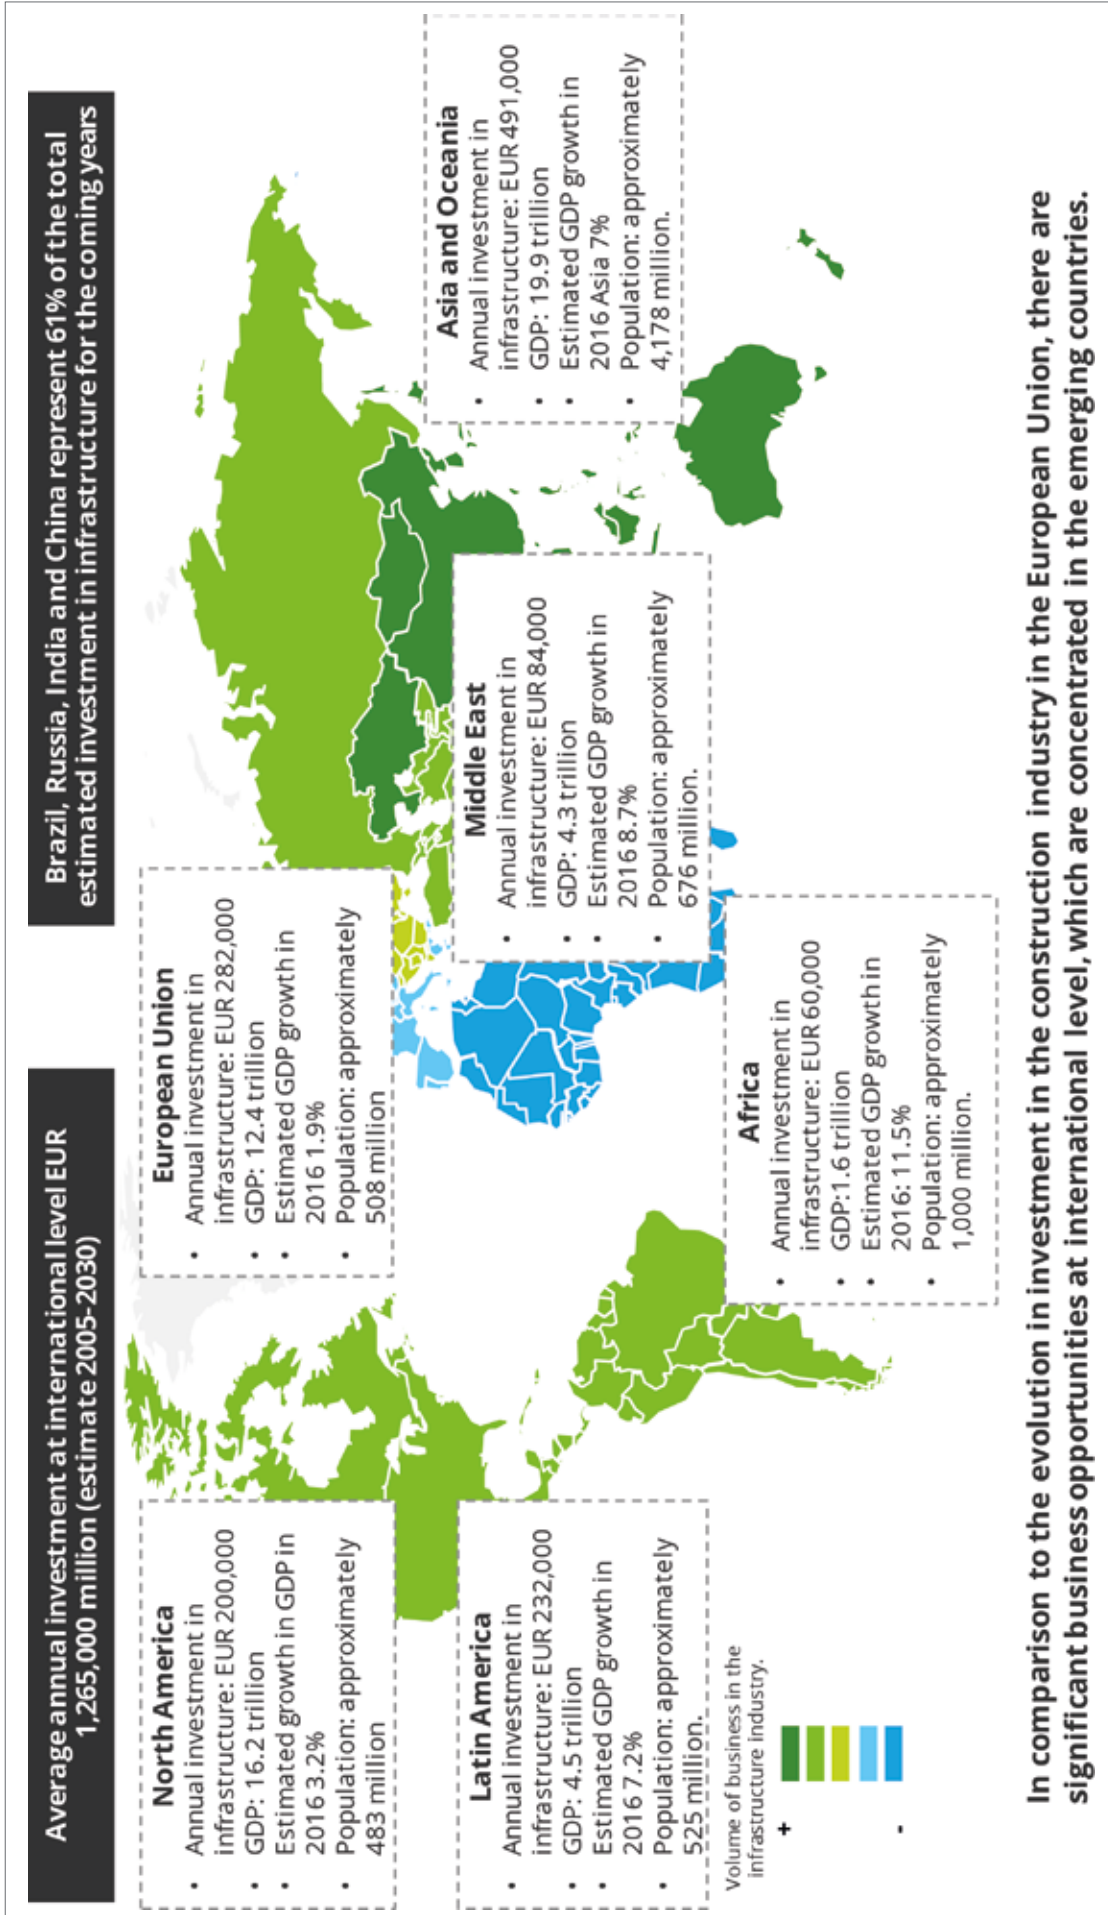 Average annual investment at international level EUR
1,265,000 million (estimate 2005-2030)
Brazil, Russia, India and China represent 61% of the total
estimated investment in infrastructure for the coming years
North America
• Annual investment in
infrastructure: EUR 200,000
• GDP: 16.2 trillion
• Estimated growth in GDP in
2016 3.2%
• Population: approximately
483 million
European Union
• Annual investment in
infrastructure: EUR 282,000
• GDP: 12.4 trillion
• Estimated GDP growth in
2016 1.9%
• Population: approximately
508 million
Asia and Oceania
• Annual investment in
infrastructure: EUR 491,000
• GDP: 19.9 trillion
• Estimated GDP growth in
2016 Asia 7%
• Population: approximately
4,178 million.
Latin America
• Annual investment in
infrastructure: EUR 232,000
• GDP: 4.5 trillion
• Estimated GDP growth in
2016 7.2%
• Population: approximately
525 million.
Middle East
• Annual investment in
infrastructure: EUR 84,000
• GDP: 4.3 trillion
• Estimated GDP growth in
2016 8.7%
• Population: approximately
676 million.
Africa
• Annual investment in
infrastructure: EUR 60,000
• GDP:1.6 trillion
• Estimated GDP growth in
2016: 11.5%
• Population: approximately
1,000 million.
Volume of business in the
infrastructure industry.
+
-
In comparison to the evolution in investment in the construction industry in the European Union, there are
significant business opportunities at international level, which are concentrated in the emerging countries.